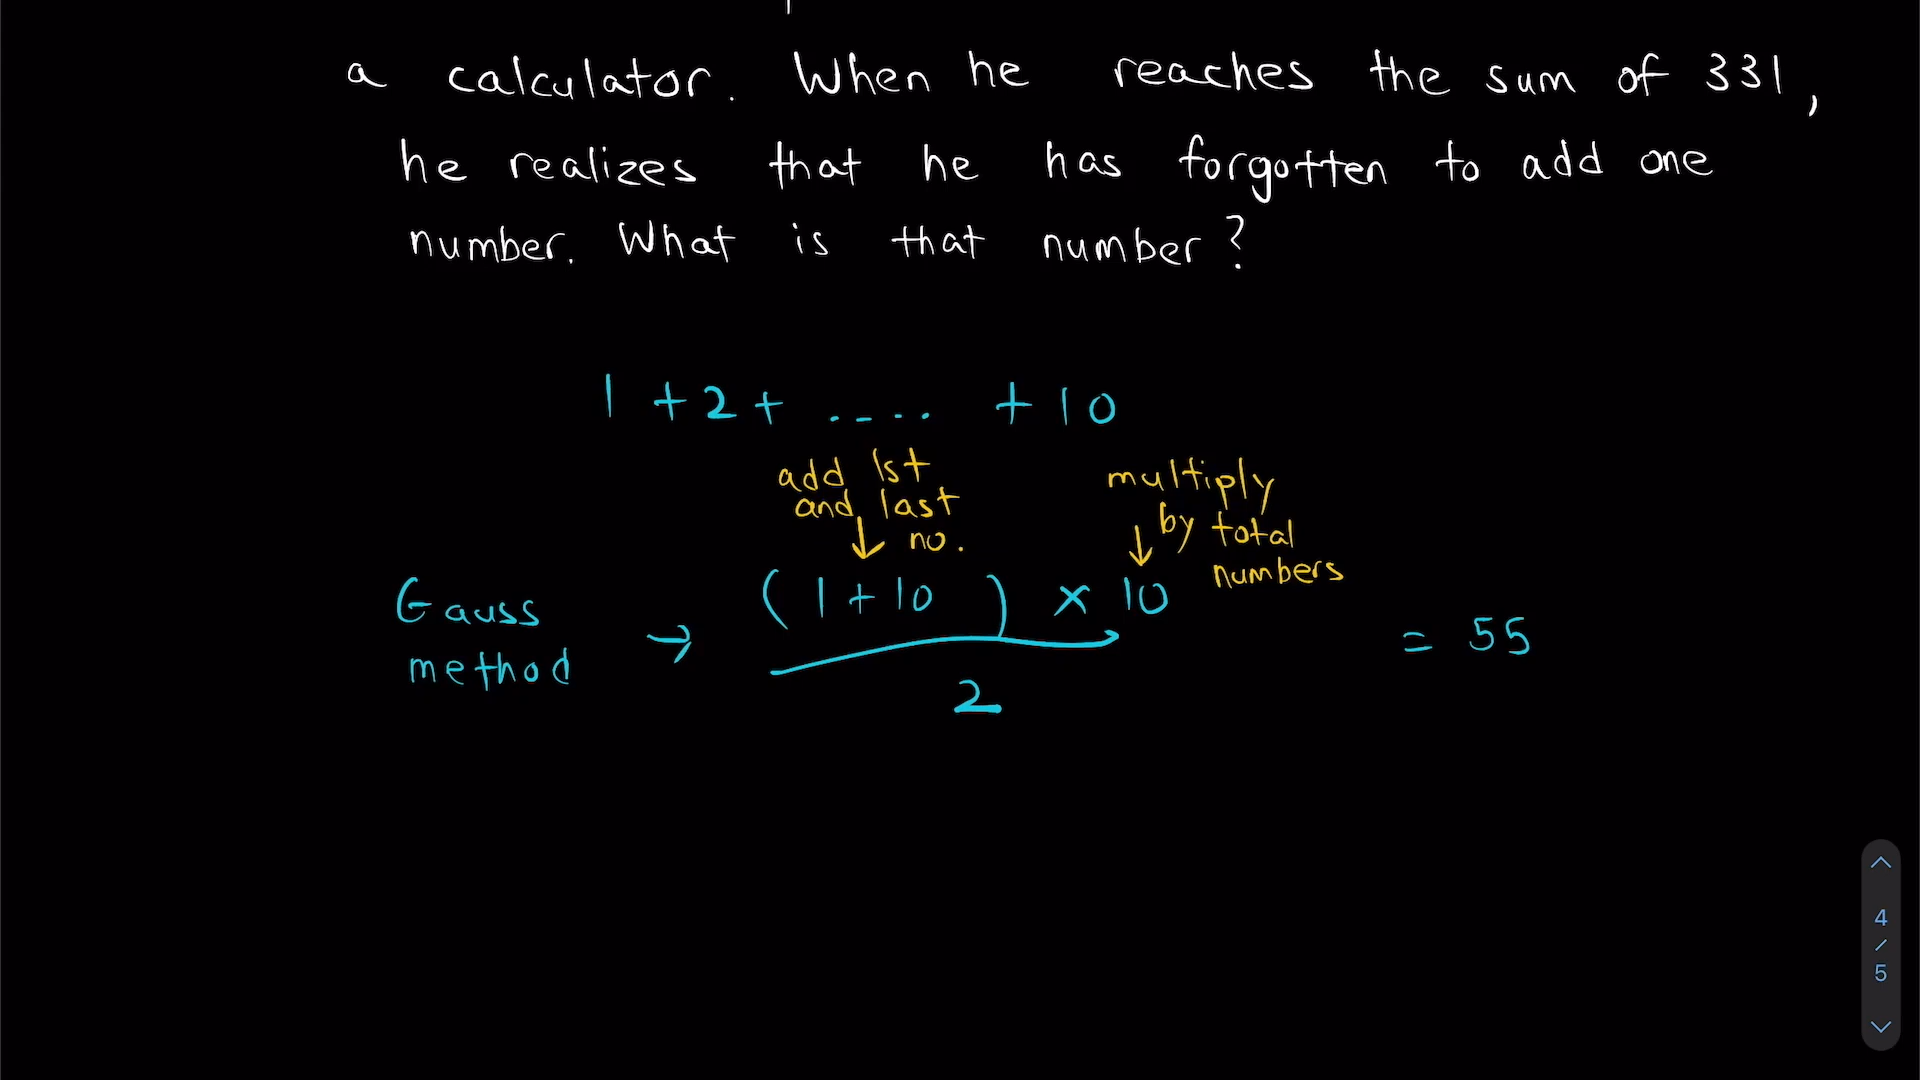 a calculator. When he reaches the sum of 331,
he realizes that he has forgotten to add one
number. What is that number?
1 + 2 + .... + 10
add 1st
and last
no.
multiply
by total
numbers
Gauss
method
→
(1+10) × 10
2
= 55
4
/
5